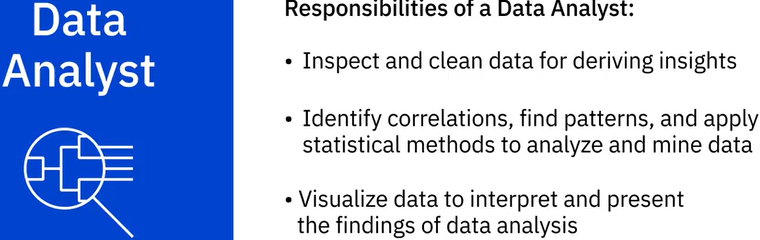 Data
Analyst
Responsibilities of a Data Analyst:
• Inspect and clean data for deriving insights
• Identify correlations, find patterns, and apply
statistical methods to analyze and mine data
• Visualize data to interpret and present
the findings of data analysis